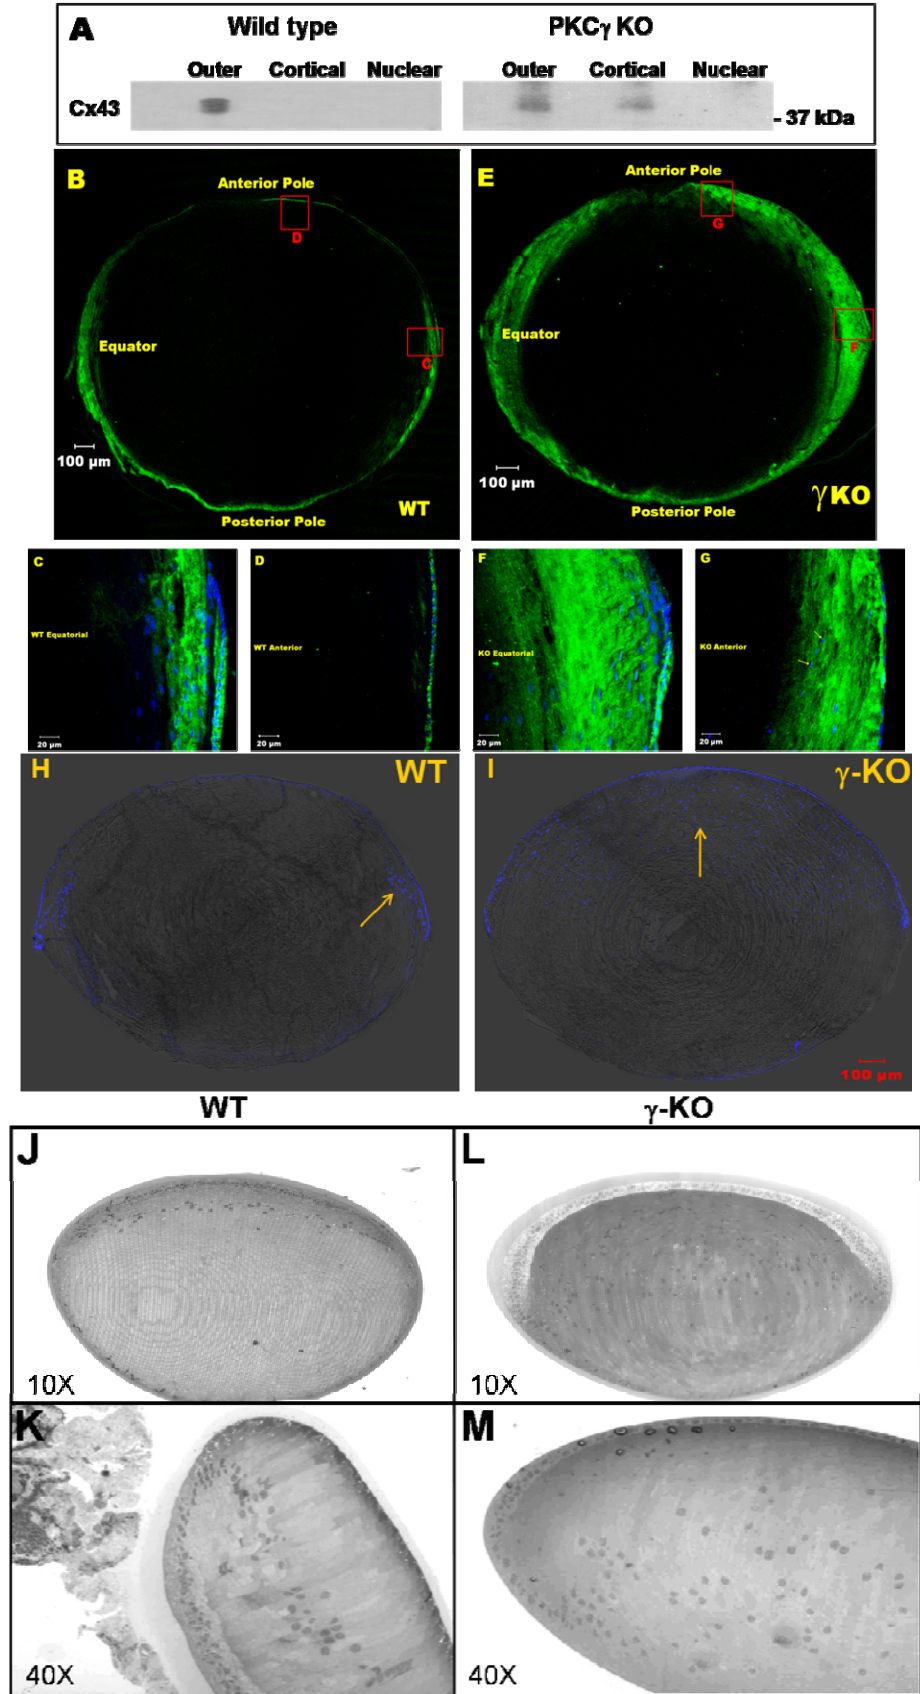 A
Wild type
PKCγ KO
Outer Cortical Nuclear
Outer Cortical Nuclear
Cx43
- 37 kDa
B
Anterior Pole
D
Equator
C
100 µm
WT
Posterior Pole
E
Anterior Pole
G
Equator
F
100 µm
γKO
Posterior Pole
C
WT Equatorial
20 µm
D
WT Anterior
20 µm
F
KO Equatorial
20 µm
G
KO Anterior
20 µm
H
WT
I
γ-KO
100 µm
WT
γ-KO
J
10X
L
10X
K
40X
M
40X